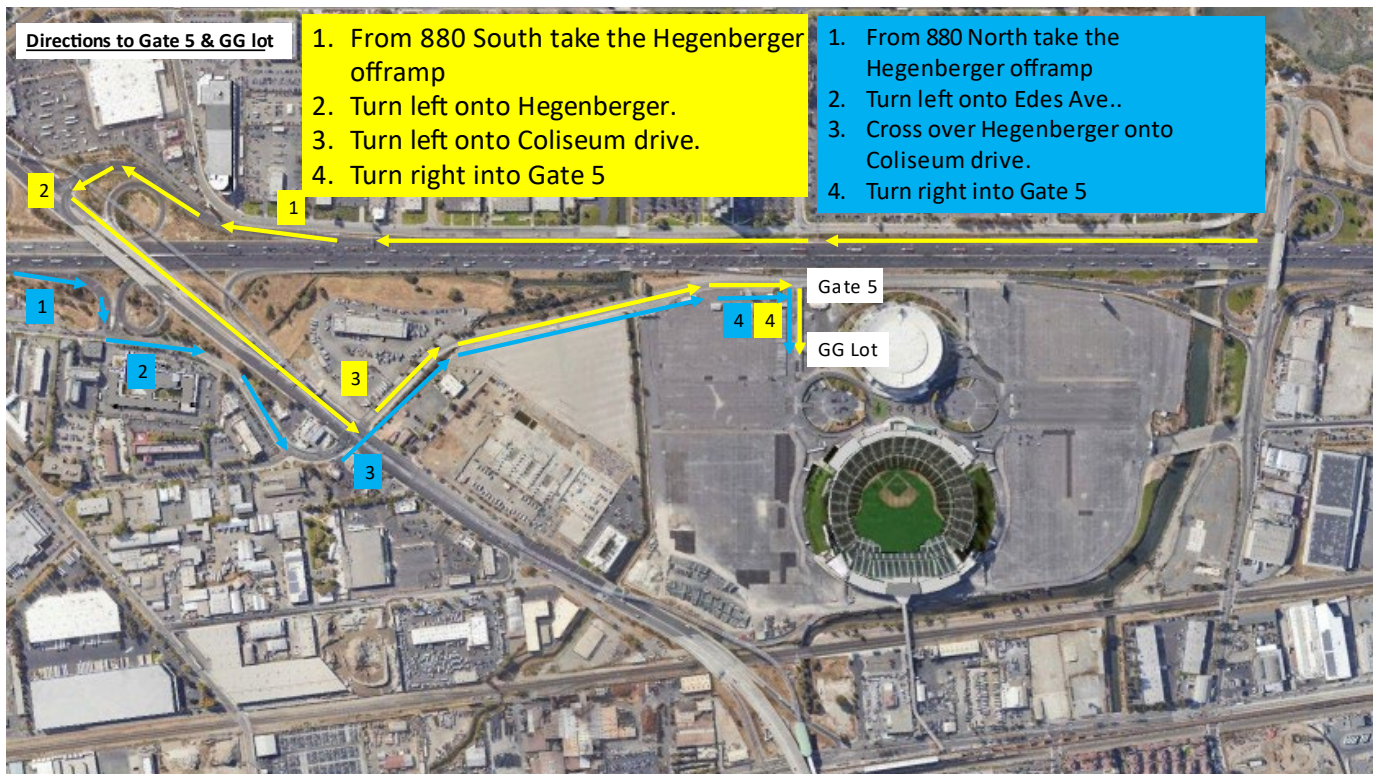 Directions to Gate 5 & GG lot
1. From 880 South take the Hegenberger
offramp
2. Turn left onto Hegenberger.
3. Turn left onto Coliseum drive.
4. Turn right into Gate 5
1. From 880 North take the
Hegenberger offramp
2. Turn left onto Edes Ave..
3. Cross over Hegenberger onto
Coliseum drive.
4. Turn right into Gate 5
2
1
1
Gate 5
4
4
GG Lot
2
3
3